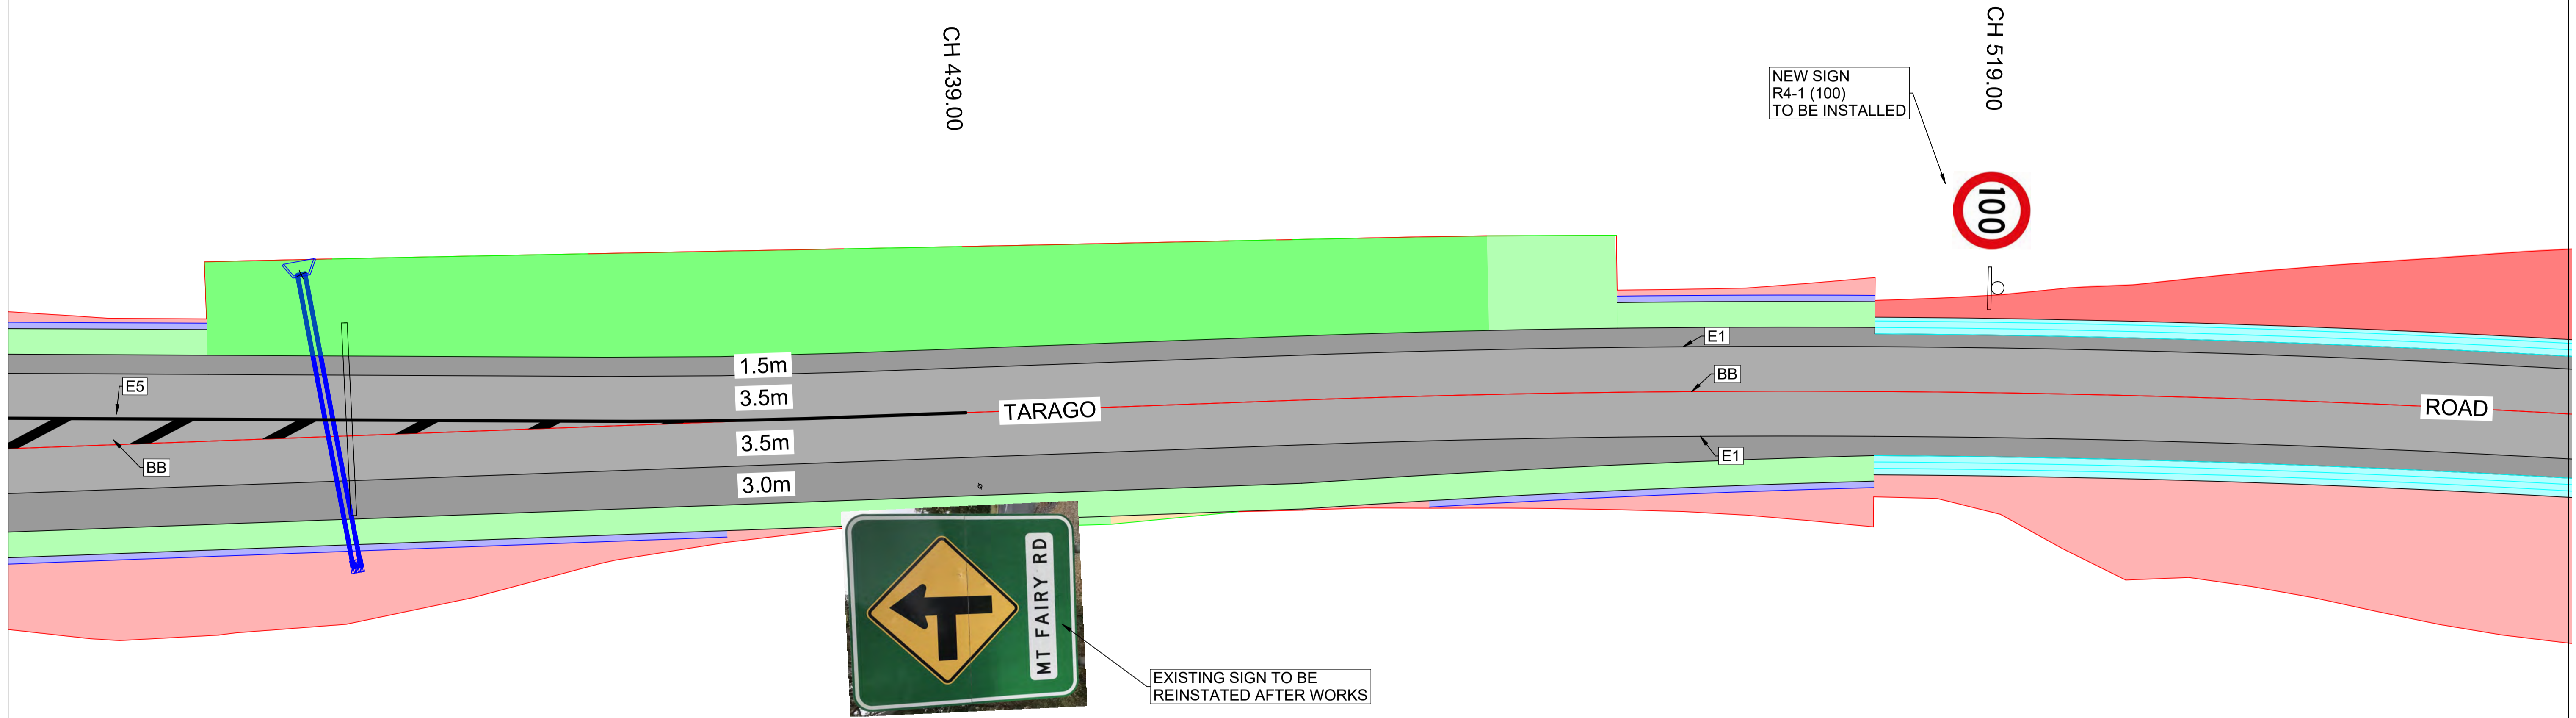 CH 439.00
CH 519.00
NEW SIGN
R4-1 (100)
TO BE INSTALLED
100
E1
1.5m
BB
E5
3.5m
TARAGO
ROAD
3.5m
E1
BB
3.0m
MT FAIRY RD
EXISTING SIGN TO BE
REINSTATED AFTER WORKS